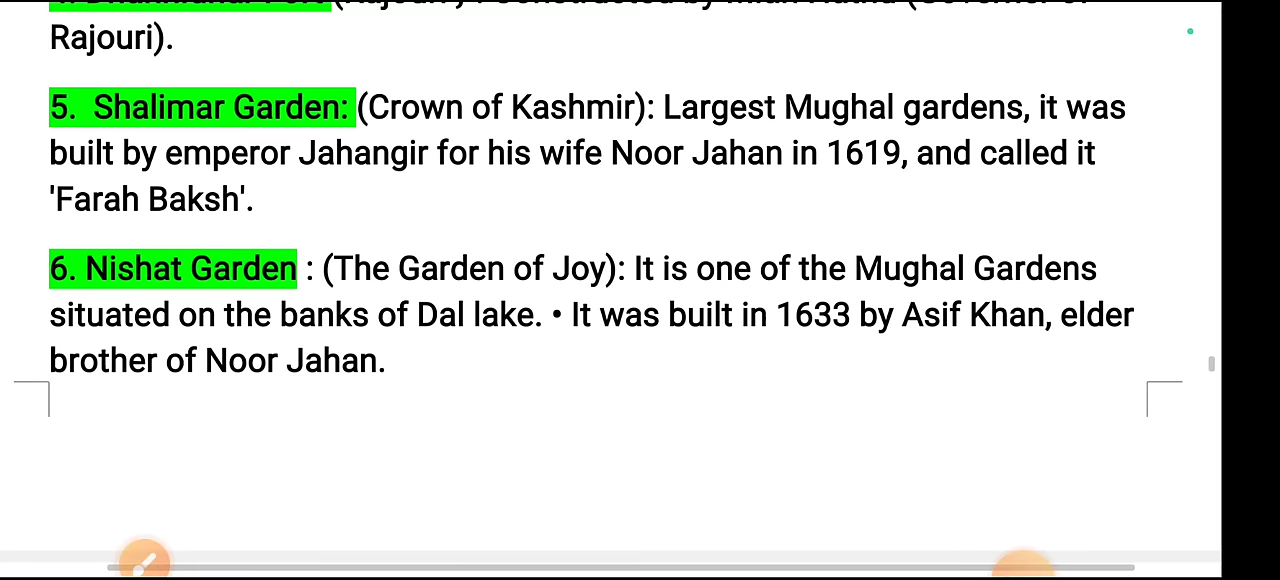 Rajouri).
5. Shalimar Garden: (Crown of Kashmir): Largest Mughal gardens, it was
built by emperor Jahangir for his wife Noor Jahan in 1619, and called it
'Farah Baksh'.
6. Nishat Garden : (The Garden of Joy): It is one of the Mughal Gardens
situated on the banks of Dal lake. • It was built in 1633 by Asif Khan, elder
brother of Noor Jahan.